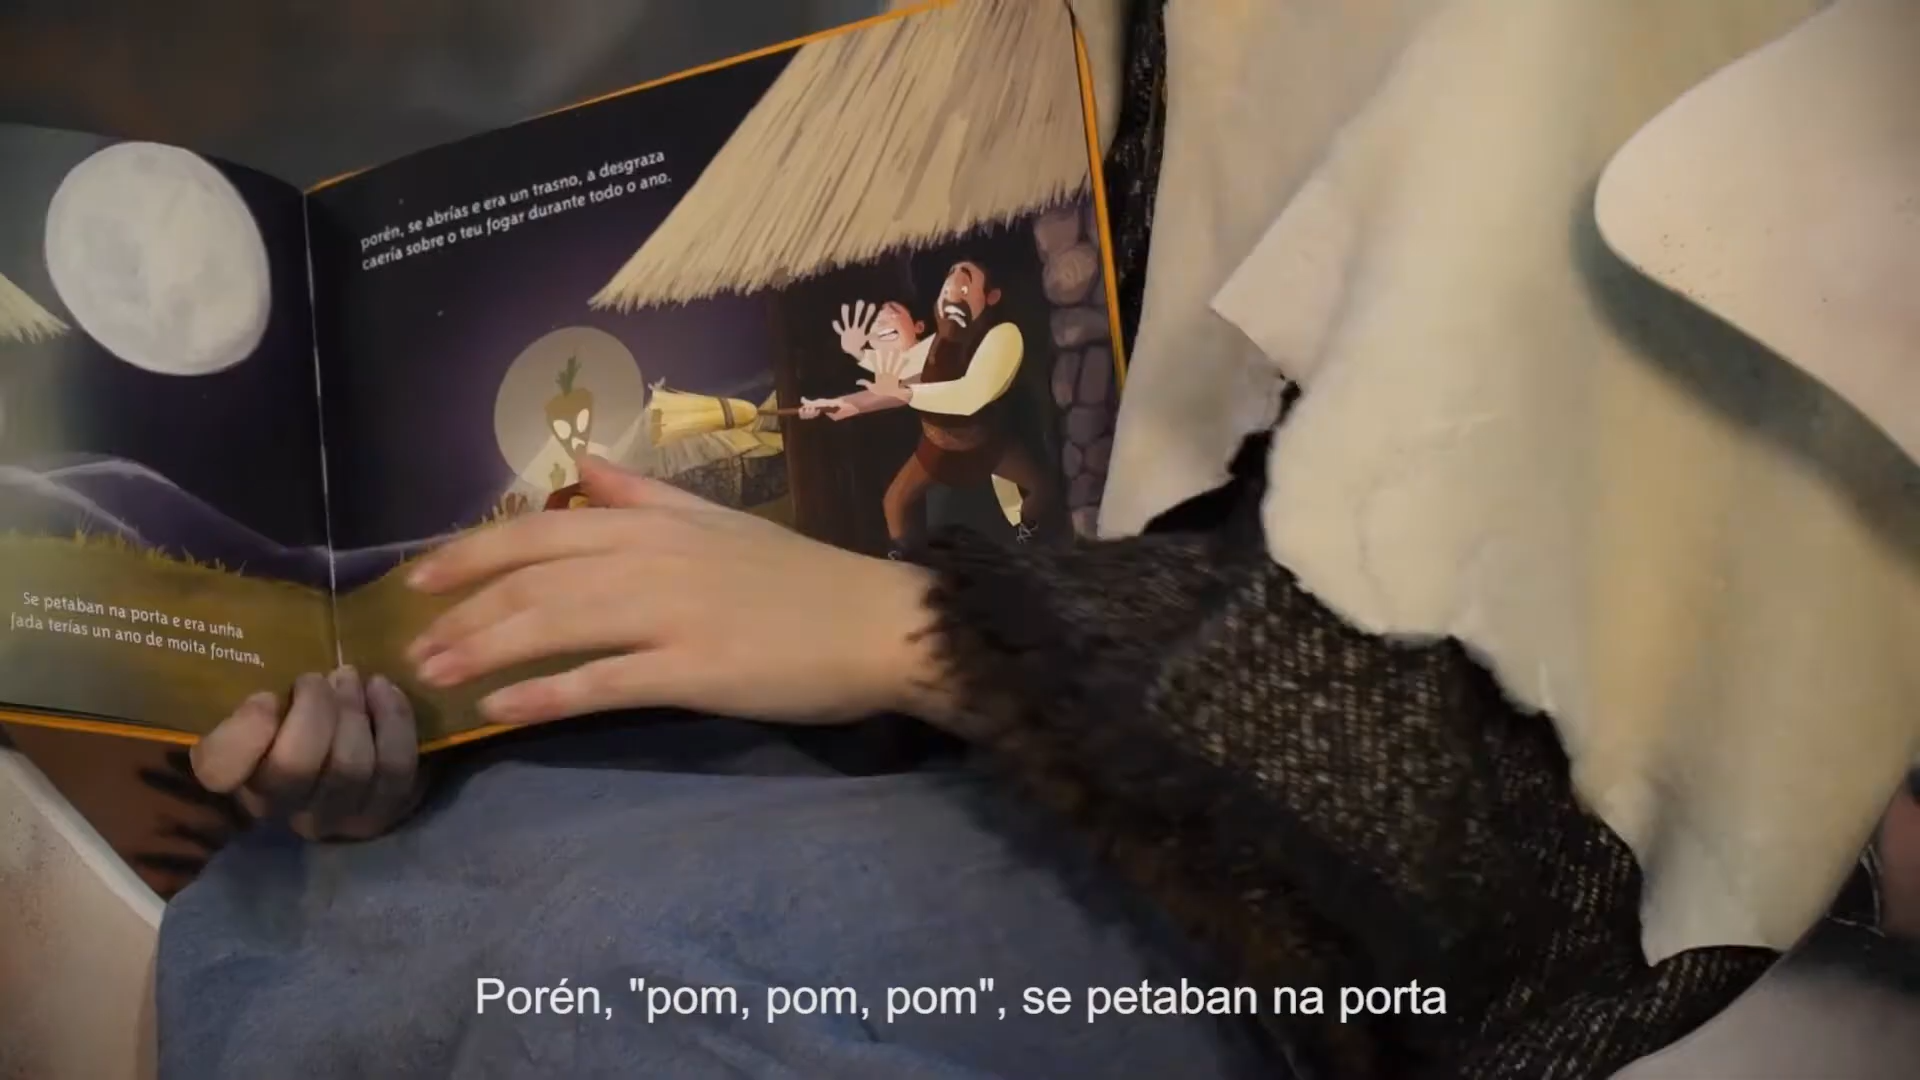 Se petaban na porta e era unha
fada terías un ano de moita fortuna,
porén, se abrías e era un trasno, a desgraza
caería sobre o teu fogar durante todo o ano.
Porén, "pom, pom, pom", se petaban na porta